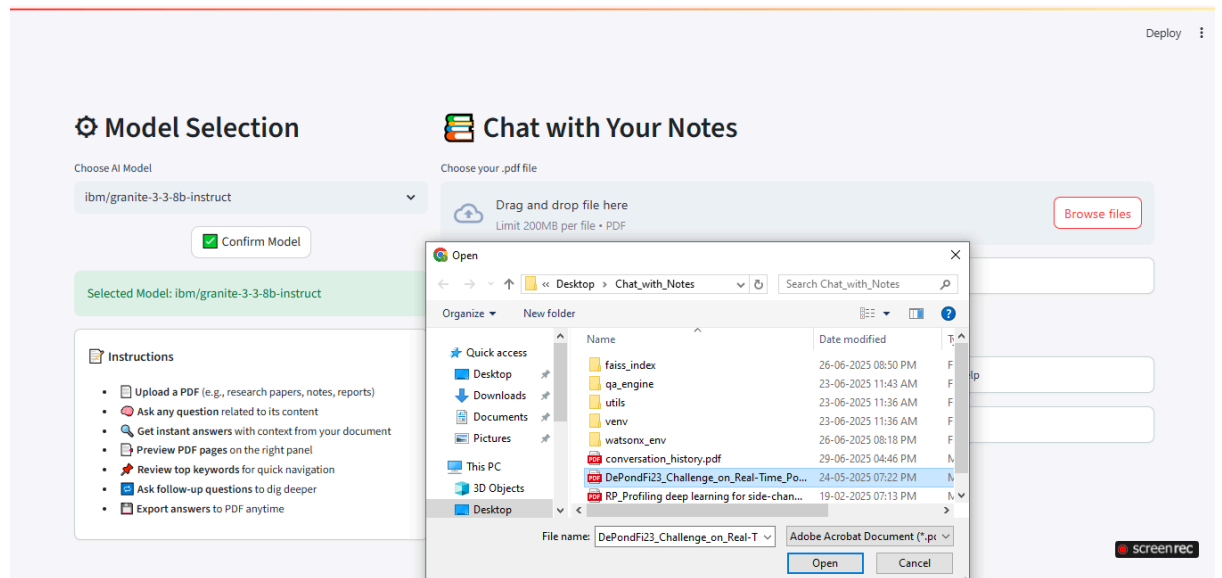 Deploy
Model Selection
Choose AI Model
ibm/granite-3-3-8b-instruct
Confirm Model
Selected Model: ibm/granite-3-3-8b-instruct
Instructions
Upload a PDF (e.g., research papers, notes, reports)
Ask any question related to its content
Get instant answers with context from your document
Preview PDF pages on the right panel
Review top keywords for quick navigation
Ask follow-up questions to dig deeper
Export answers to PDF anytime
Chat with Your Notes
Choose your .pdf file
Drag and drop file here
Limit 200MB per file • PDF
Browse files
Open
« Desktop › Chat_with_Notes
Search Chat_with_Notes
Organize New folder
Quick access
Desktop
Downloads
Documents
Pictures
This PC
3D Objects
Desktop
Name Date modified
faiss_index 26-06-2025 08:50 PM F
qa_engine 23-06-2025 11:43 AM F
utils 23-06-2025 11:36 AM F
venv 23-06-2025 11:36 AM F
watsonx_env 26-06-2025 08:18 PM F
conversation_history.pdf 29-06-2025 04:46 PM
DePondFi23_Challenge_on_Real-Time_Po... 24-05-2025 07:22 PM
RP_Profiling deep learning for side-chan... 19-02-2025 07:13 PM
File name: DePondFi23_Challenge_on_Real-T
Adobe Acrobat Document (*.pc
Open Cancel
screenrec